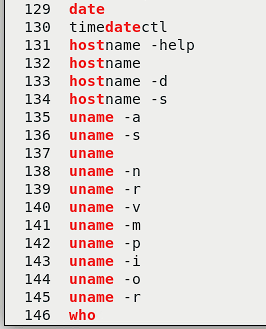 129 date
130 timedatectl
131 hostname -help
132 hostname
133 hostname -d
134 hostname -s
135 uname -a
136 uname -s
137 uname
138 uname -n
139 uname -r
140 uname -v
141 uname -m
142 uname -p
143 uname -i
144 uname -o
145 uname -r
146 who